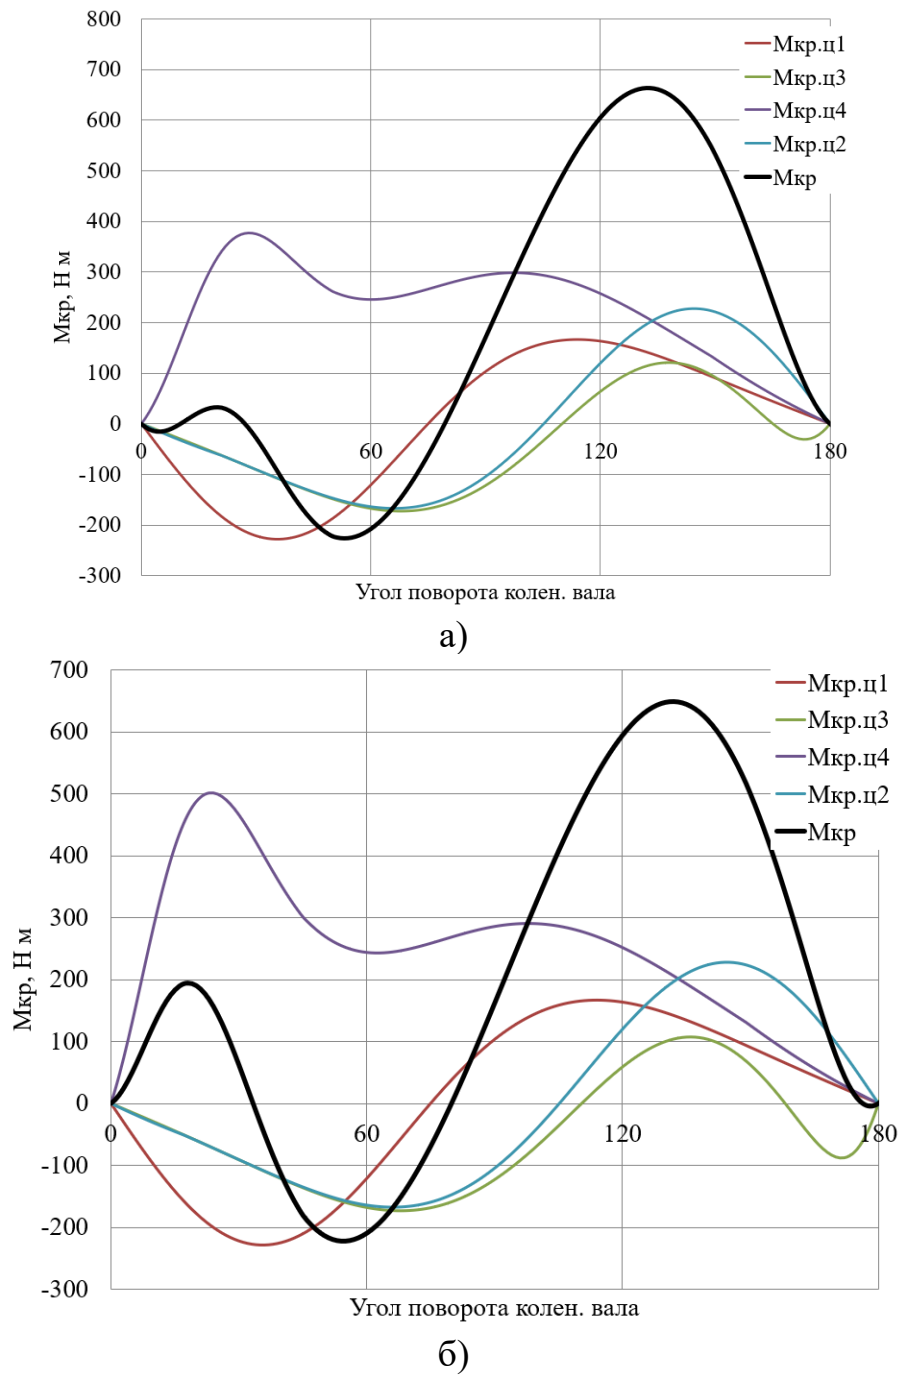 800
700
600
500
400
300
200
100
0
-100
-200
-300
Мкр, Н м
0
60
120
180
Угол поворота колен. вала
Мкр.ц1
Мкр.ц3
Мкр.ц4
Мкр.ц2
Мкр
а)
700
600
500
400
300
200
100
0
-100
-200
-300
Мкр, Н м
0
60
120
180
Угол поворота колен. вала
Мкр.ц1
Мкр.ц3
Мкр.ц4
Мкр.ц2
Мкр
б)